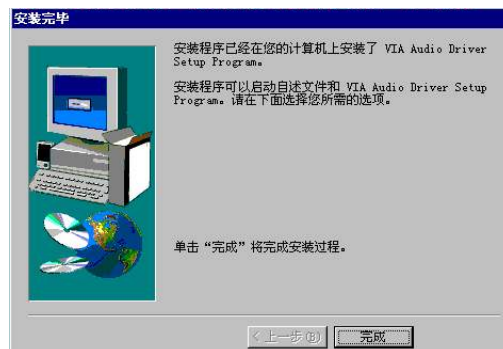 安装完毕
安装程序已经在您的计算机上安装了 VIA Audio Driver
Setup Program。
安装程序可以启动自述文件和 VIA Audio Driver Setup
Program。请在下面选择您所需的选项。
单击“完成”将完成安装过程。
< 上一步(B)
完成